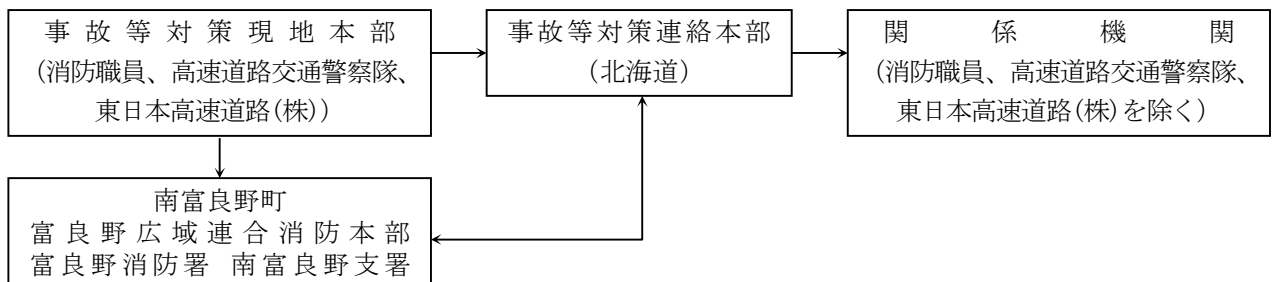 事故等対策現地本部
(消防職員、高速道路交通警察隊、
東日本高速道路(株))
事故等対策連絡本部
(北海道)
関係機関
(消防職員、高速道路交通警察隊、
東日本高速道路(株)を除く)
南富良野町
富良野広域連合消防本部
富良野消防署 南富良野支署